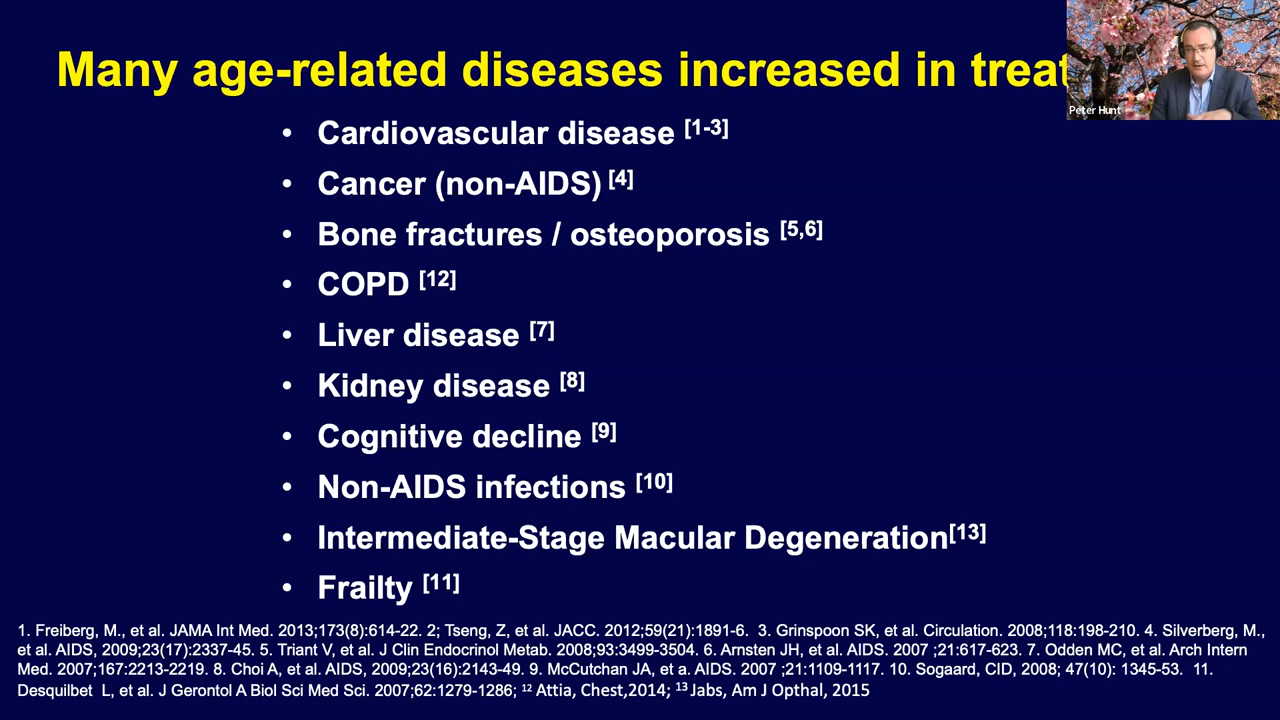 Many age-related diseases increased in treat
Peter Hunt
• Cardiovascular disease [1-3]
• Cancer (non-AIDS) [4]
• Bone fractures / osteoporosis [5,6]
• COPD [12]
• Liver disease [7]
• Kidney disease [8]
• Cognitive decline [9]
• Non-AIDS infections [10]
• Intermediate-Stage Macular Degeneration[13]
• Frailty [11]
1. Freiberg, M., et al. JAMA Int Med. 2013;173(8):614-22. 2; Tseng, Z, et al. JACC. 2012;59(21):1891-6. 3. Grinspoon SK, et al. Circulation. 2008;118:198-210. 4. Silverberg, M.,
et al. AIDS, 2009;23(17):2337-45. 5. Triant V, et al. J Clin Endocrinol Metab. 2008;93:3499-3504. 6. Arnsten JH, et al. AIDS. 2007 ;21:617-623. 7. Odden MC, et al. Arch Intern
Med. 2007;167:2213-2219. 8. Choi A, et al. AIDS, 2009;23(16):2143-49. 9. McCutchan JA, et a. AIDS. 2007 ;21:1109-1117. 10. Sogaard, CID, 2008; 47(10): 1345-53. 11.
Desquilbet L, et al. J Gerontol A Biol Sci Med Sci. 2007;62:1279-1286; 12 Attia, Chest,2014; 13 Jabs, Am J Opthal, 2015